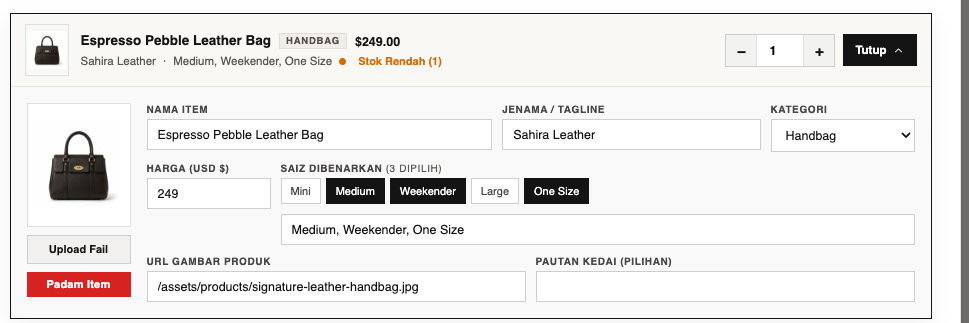 Espresso Pebble Leather Bag HANDBAG $249.00
Sahira Leather · Medium, Weekender, One Size ● Stok Rendah (1)
− 1 +
Tutup
NAMA ITEM
Espresso Pebble Leather Bag
JENAMA / TAGLINE
Sahira Leather
KATEGORI
Handbag
HARGA (USD $)
249
SAIZ DIBENARKAN (3 DIPILIH)
Mini Medium Weekender Large One Size
Medium, Weekender, One Size
Upload Fail
Padam Item
URL GAMBAR PRODUK
/assets/products/signature-leather-handbag.jpg
PAUTAN KEDAI (PILIHAN)